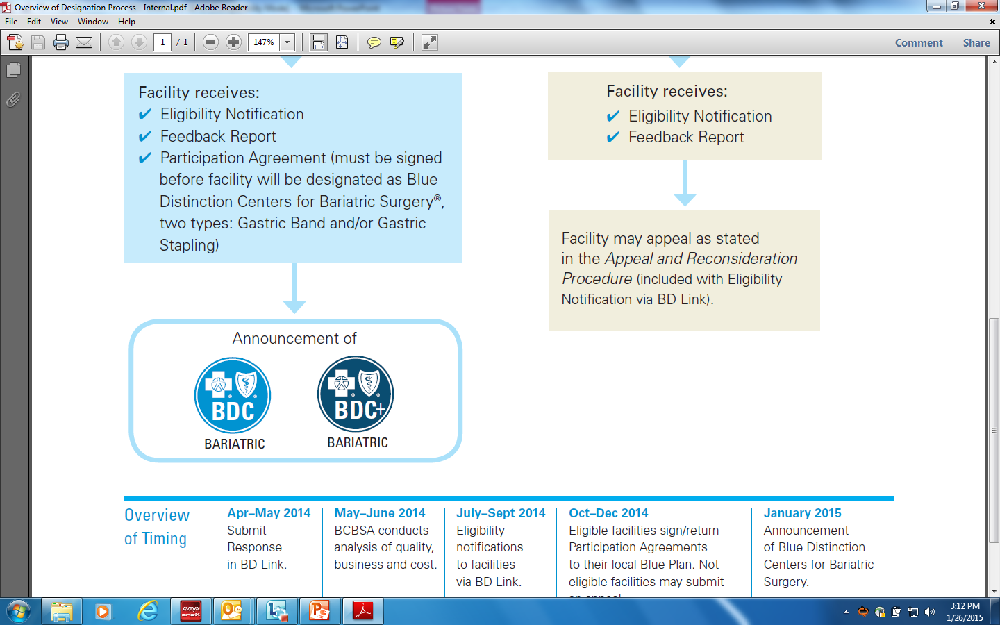 Overview of Designation Process - Internal.pdf - Adobe Reader
File Edit View Window Help
1 / 1
147%
Comment Share
Facility receives:
✔ Eligibility Notification
✔ Feedback Report
✔ Participation Agreement (must be signed
before facility will be designated as Blue
Distinction Centers for Bariatric Surgery®,
two types: Gastric Band and/or Gastric
Stapling)
Facility receives:
✔ Eligibility Notification
✔ Feedback Report
Facility may appeal as stated
in the Appeal and Reconsideration
Procedure (included with Eligibility
Notification via BD Link).
Announcement of
BDC
BARIATRIC
BDC+
BARIATRIC
Overview
of Timing
Apr–May 2014
Submit
Response
in BD Link.
May–June 2014
BCBSA conducts
analysis of quality,
business and cost.
July–Sept 2014
Eligibility
notifications
to facilities
via BD Link.
Oct–Dec 2014
Eligible facilities sign/return
Participation Agreements
to their local Blue Plan. Not
eligible facilities may submit
an appeal
January 2015
Announcement
of Blue Distinction
Centers for Bariatric
Surgery.
AVAYA
3:12 PM
1/26/2015